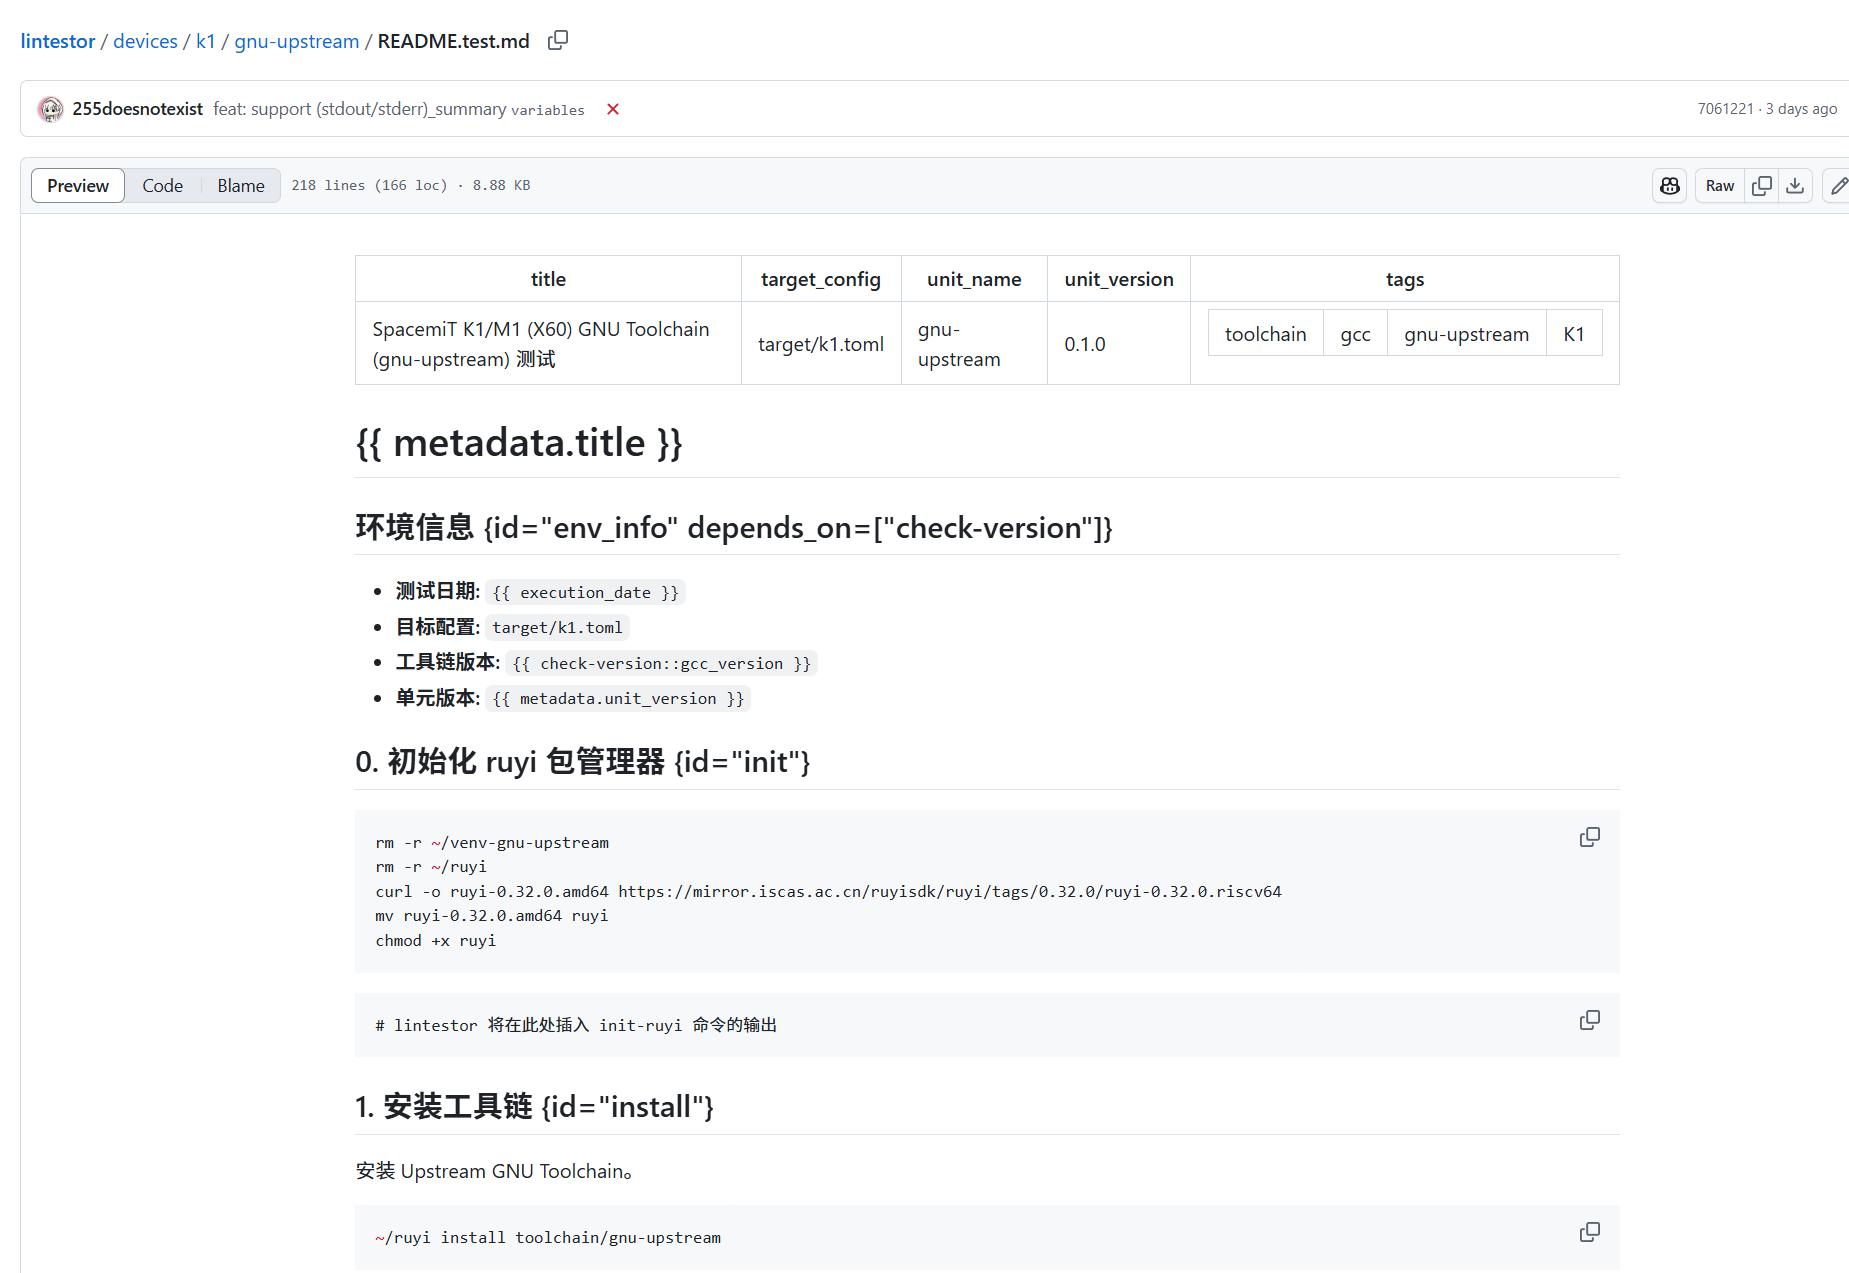 lintestor / devices / k1 / gnu-upstream / README.test.md
255doesnotexist feat: support (stdout/stderr)_summary variables
7061221 · 3 days ago
Preview Code Blame 218 lines (166 loc) · 8.88 KB
Raw
title target_config unit_name unit_version tags
SpacemiT K1/M1 (X60) GNU Toolchain (gnu-upstream) 测试
target/k1.toml
gnu-upstream
0.1.0
toolchain gcc gnu-upstream K1
{{ metadata.title }}
环境信息 {id="env_info" depends_on=["check-version"]}
测试日期: {{ execution_date }}
目标配置: target/k1.toml
工具链版本: {{ check-version::gcc_version }}
单元版本: {{ metadata.unit_version }}
0. 初始化 ruyi 包管理器 {id="init"}
rm -r ~/venv-gnu-upstream
rm -r ~/ruyi
curl -o ruyi-0.32.0.amd64 https://mirror.iscas.ac.cn/ruyisdk/ruyi/tags/0.32.0/ruyi-0.32.0.riscv64
mv ruyi-0.32.0.amd64 ruyi
chmod +x ruyi
# lintestor 将在此处插入 init-ruyi 命令的输出
1. 安装工具链 {id="install"}
安装 Upstream GNU Toolchain。
~/ruyi install toolchain/gnu-upstream